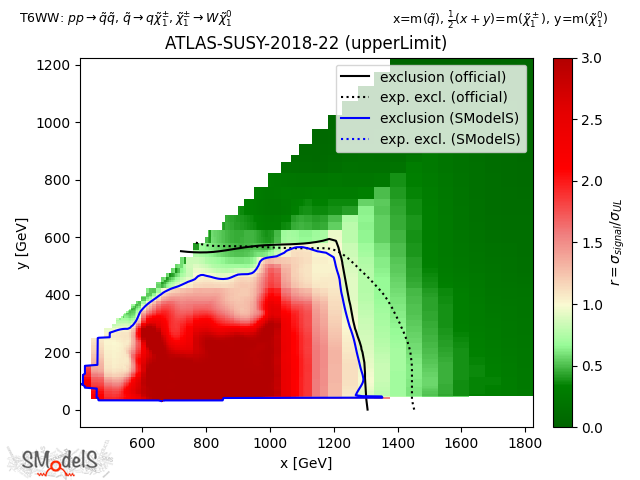 T6WW: pp → q̃q̃, q̃ → qχ̃₁^±, χ̃₁^± → Wχ̃₁⁰ x=m(q̃), ½(x + y)=m(χ̃₁^±), y=m(χ̃₁⁰)
ATLAS-SUSY-2018-22 (upperLimit)
exclusion (official)
exp. excl. (official)
exclusion (SModelS)
exp. excl. (SModelS)
y [GeV]
1200
1000
800
600
400
200
0
600 800 1000 1200 1400 1600 1800
x [GeV]
3.0
2.5
2.0
1.5
1.0
0.5
0.0
r = σ_signal/σ_UL
SModelS